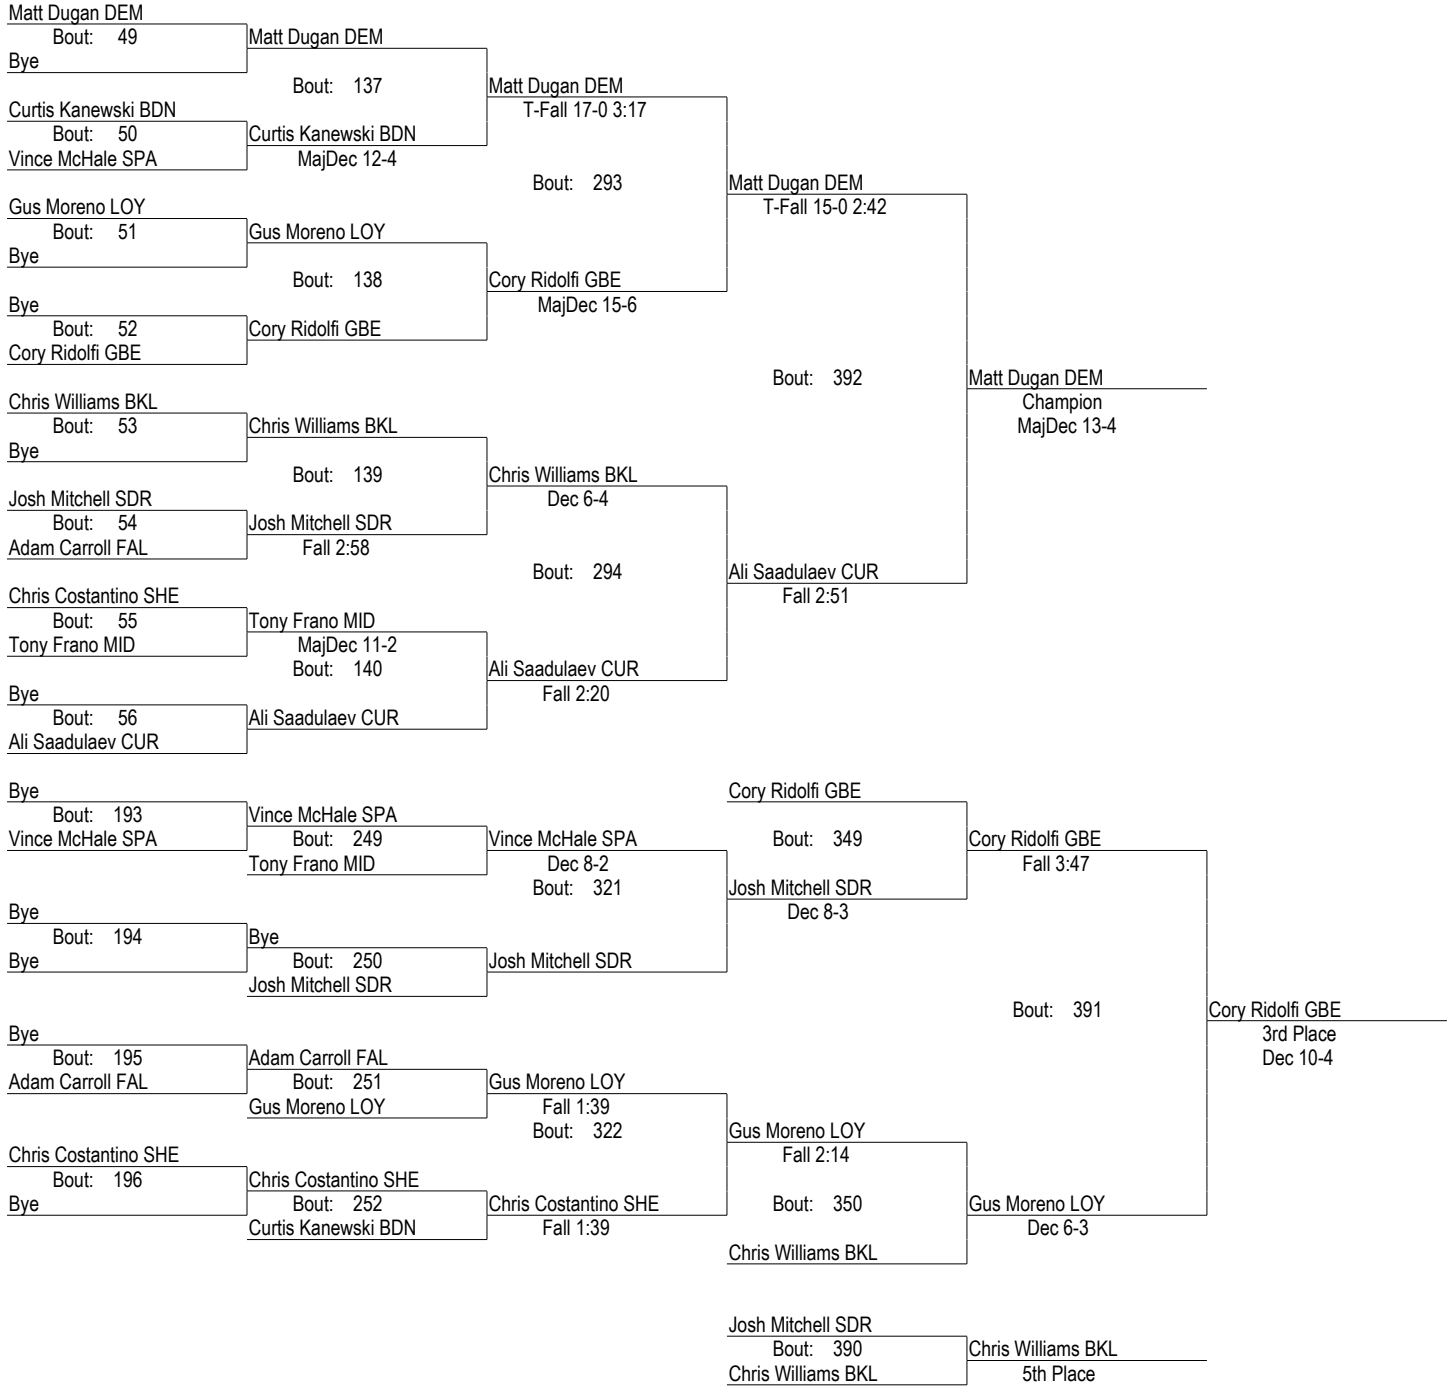 Matt Dugan DEM
Bout: 49
Matt Dugan DEM
Bye
Bout: 137
Matt Dugan DEM
Curtis Kanewski BDN
T-Fall 17-0 3:17
Bout: 50
Curtis Kanewski BDN
Vince McHale SPA
MajDec 12-4
Bout: 293
Matt Dugan DEM
Gus Moreno LOY
T-Fall 15-0 2:42
Bout: 51
Gus Moreno LOY
Bye
Bout: 138
Cory Ridolfi GBE
Bye
MajDec 15-6
Bout: 52
Cory Ridolfi GBE
Cory Ridolfi GBE
Bout: 392
Matt Dugan DEM
Chris Williams BKL
Champion
Bout: 53
Chris Williams BKL
MajDec 13-4
Bye
Bout: 139
Chris Williams BKL
Josh Mitchell SDR
Dec 6-4
Bout: 54
Josh Mitchell SDR
Adam Carroll FAL
Fall 2:58
Bout: 294
Ali Saadulaev CUR
Chris Costantino SHE
Fall 2:51
Bout: 55
Tony Frano MID
Tony Frano MID
MajDec 11-2
Bout: 140
Ali Saadulaev CUR
Bye
Fall 2:20
Bout: 56
Ali Saadulaev CUR
Ali Saadulaev CUR
Bye
Cory Ridolfi GBE
Bout: 193
Vince McHale SPA
Vince McHale SPA
Bout: 249
Vince McHale SPA
Bout: 349
Cory Ridolfi GBE
Tony Frano MID
Dec 8-2
Fall 3:47
Bout: 321
Josh Mitchell SDR
Bye
Dec 8-3
Bout: 194
Bye
Bye
Bout: 250
Josh Mitchell SDR
Josh Mitchell SDR
Bout: 391
Cory Ridolfi GBE
Bye
3rd Place
Bout: 195
Adam Carroll FAL
Dec 10-4
Adam Carroll FAL
Bout: 251
Gus Moreno LOY
Gus Moreno LOY
Fall 1:39
Bout: 322
Gus Moreno LOY
Chris Costantino SHE
Fall 2:14
Bout: 196
Chris Costantino SHE
Bye
Bout: 252
Chris Costantino SHE
Bout: 350
Gus Moreno LOY
Curtis Kanewski BDN
Fall 1:39
Dec 6-3
Chris Williams BKL
Josh Mitchell SDR
Bout: 390
Chris Williams BKL
Chris Williams BKL
5th Place